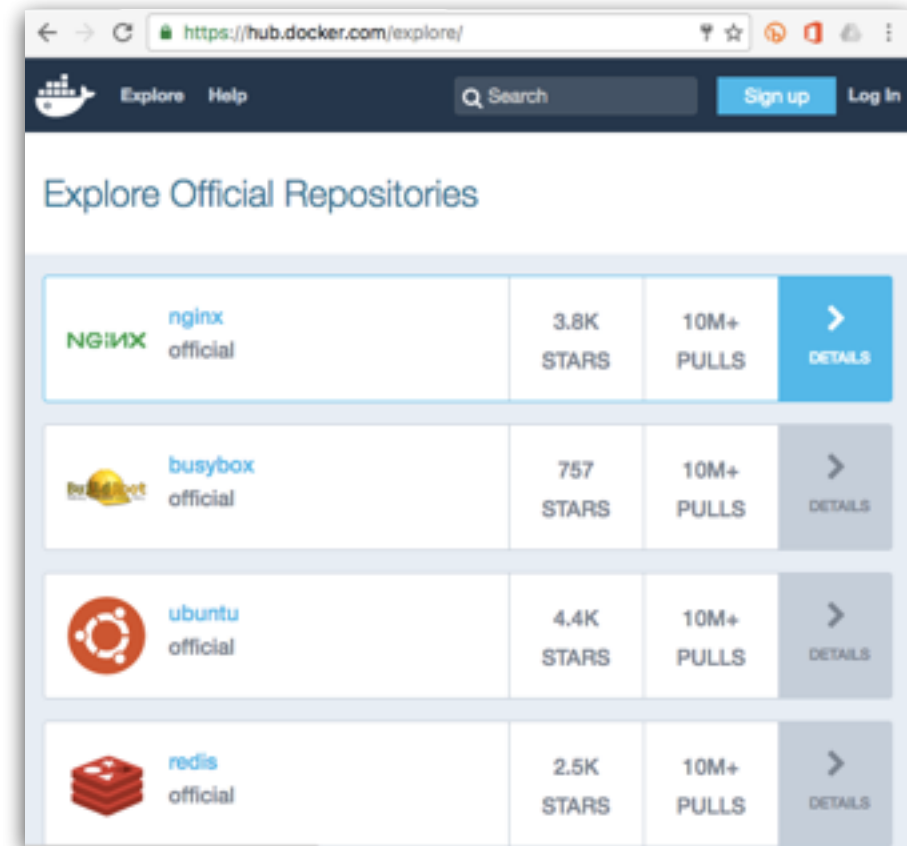 https://hub.docker.com/explore/
Explore Help Search Sign up Log In
Explore Official Repositories
NGINX
nginx
official
3.8K
STARS
10M+
PULLS
DETAILS
busybox
official
757
STARS
10M+
PULLS
DETAILS
ubuntu
official
4.4K
STARS
10M+
PULLS
DETAILS
redis
official
2.5K
STARS
10M+
PULLS
DETAILS